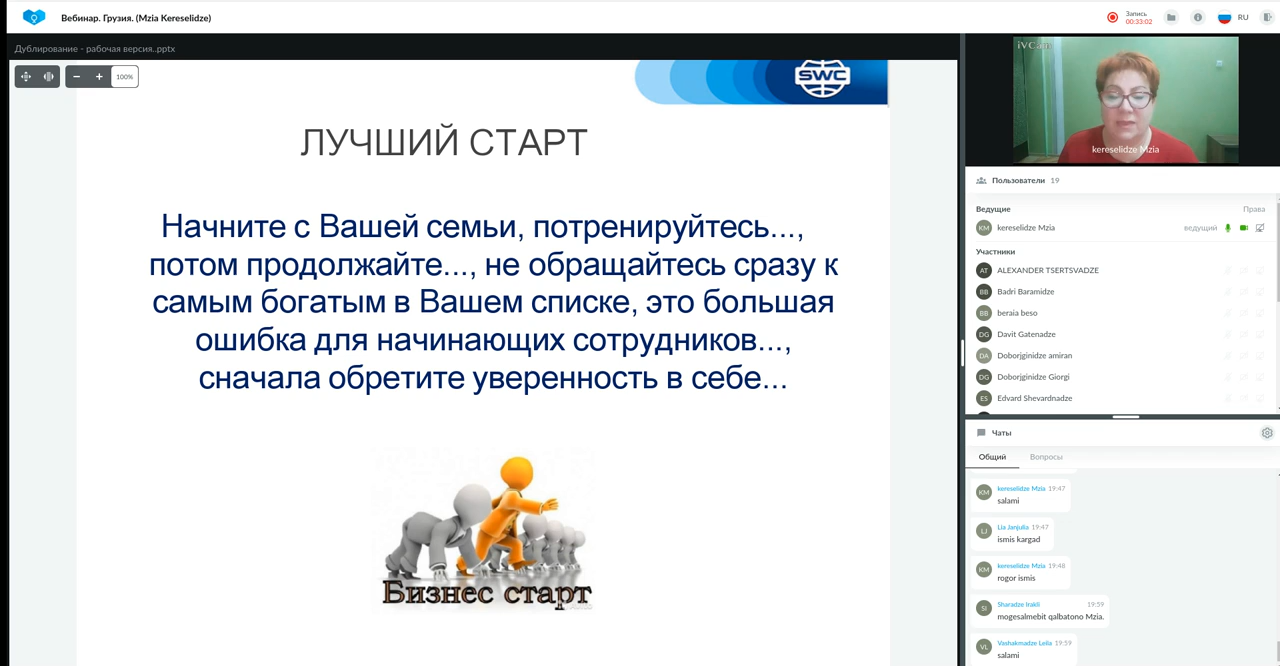 Вебинар. Грузия. (Mzia Kereselidze)
Запись
00:33:02
RU
Дублирование - рабочая версия..pptx
100%
SWC
ЛУЧШИЙ СТАРТ
Начните с Вашей семьи, потренируйтесь...,
потом продолжайте..., не обращайтесь сразу к
самым богатым в Вашем списке, это большая
ошибка для начинающих сотрудников...,
сначала обретите уверенность в себе...
Бизнес старт
iVCam
kereselidze Mzia
Пользователи 19
Ведущие Права
KM kereselidze Mzia ведущий
Участники
AT ALEXANDER TSERTSVADZE
BB Badri Baramidze
BB beraia beso
DG Davit Gatenadze
DA Doborjginidze amiran
DG Doborjginidze Giorgi
ES Edvard Shevardnadze
Чаты
Общий Вопросы
KM kereselidze Mzia 19:47
salami
LJ Lia Janjulia 19:47
ismis kargad
KM kereselidze Mzia 19:48
rogor ismis
SI Sharadze Irakli 19:59
mogesalmebit qalbatono Mzia.
VL Vashakmadze Leila 19:59
salami